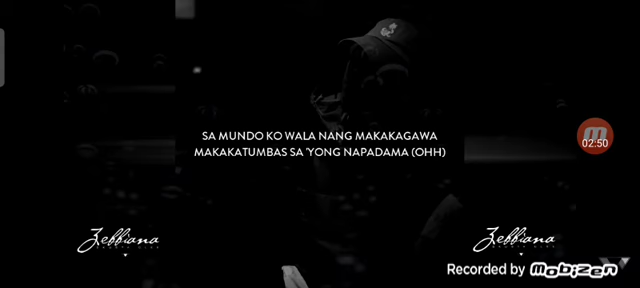 SA MUNDO KO WALA NANG MAKAKAGAWA
MAKAKATUMBAS SA 'YONG NAPADAMA (OHH)
02:50
Zebbiana
Zebbiana
Recorded by mobizen